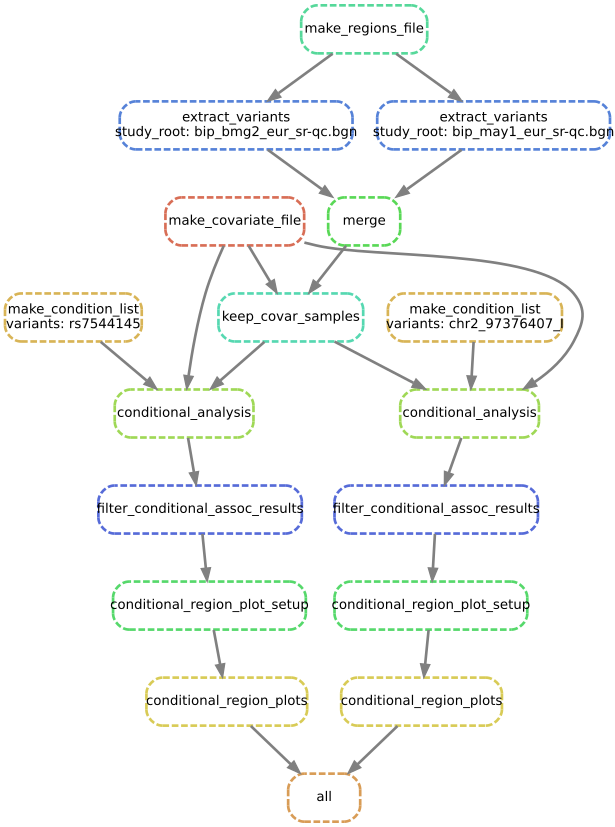 make_regions_file
extract_variants
study_root: bip_bmg2_eur_sr-qc.bgn
extract_variants
study_root: bip_may1_eur_sr-qc.bgn
make_covariate_file
merge
make_condition_list
variants: rs7544145
keep_covar_samples
make_condition_list
variants: chr2_97376407_I
conditional_analysis
conditional_analysis
filter_conditional_assoc_results
filter_conditional_assoc_results
conditional_region_plot_setup
conditional_region_plot_setup
conditional_region_plots
conditional_region_plots
all